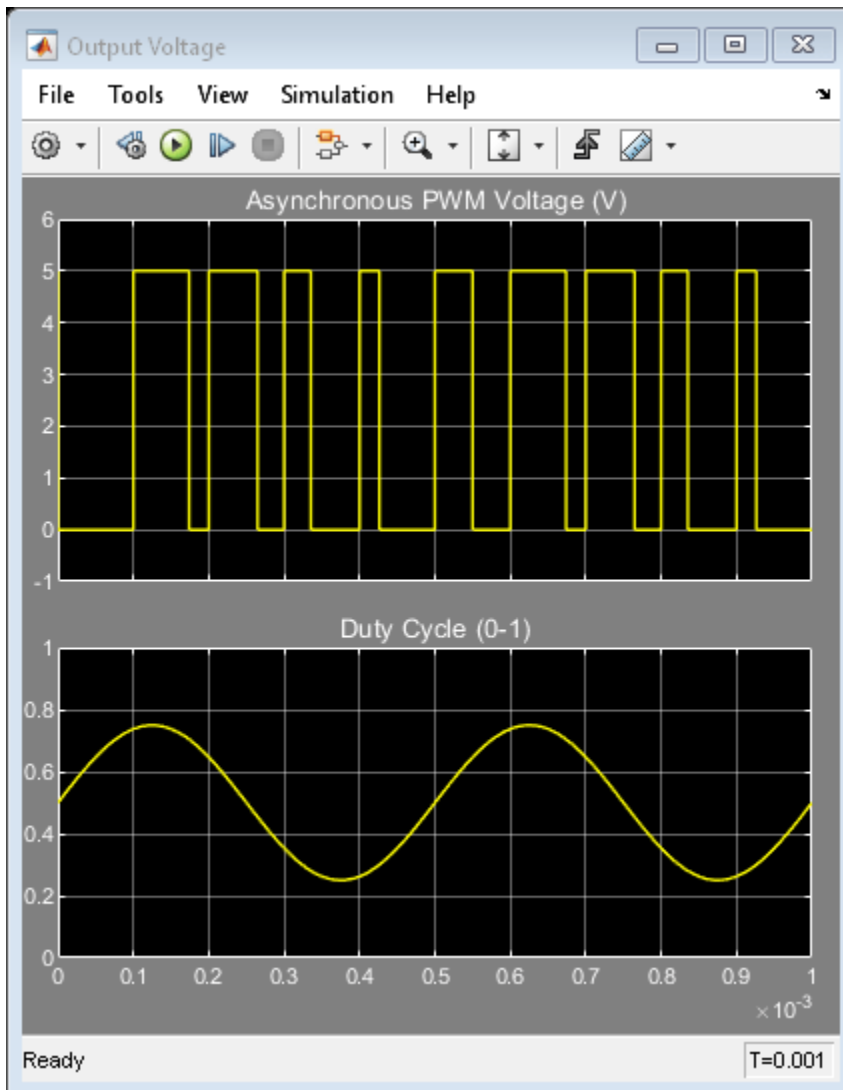 Output Voltage
File Tools View Simulation Help
Asynchronous PWM Voltage (V)
6
5
4
3
2
1
0
-1
Duty Cycle (0-1)
1
0.8
0.6
0.4
0.2
0
0 0.1 0.2 0.3 0.4 0.5 0.6 0.7 0.8 0.9 1
× 10⁻³
Ready T=0.001